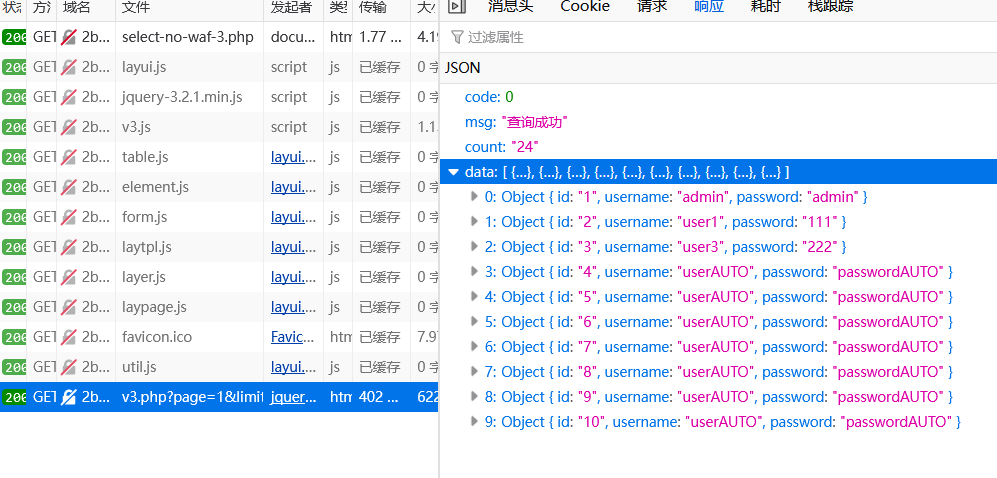 状态 方法 域名 文件 发起者 类型 传输 大小
200 GET 2b... select-no-waf-3.php docu... htm 1.77 ... 4.19
200 GET 2b... layui.js script js 已缓存 0 字
200 GET 2b... jquery-3.2.1.min.js script js 已缓存 0 字
200 GET 2b... v3.js script js 已缓存 1.1
200 GET 2b... table.js layui.... js 已缓存 0 字
200 GET 2b... element.js layui.... js 已缓存 0 字
200 GET 2b... form.js layui.... js 已缓存 0 字
200 GET 2b... laytpl.js layui.... js 已缓存 0 字
200 GET 2b... layer.js layui.... js 已缓存 0 字
200 GET 2b... laypage.js layui.... js 已缓存 0 字
200 GET 2b... favicon.ico Favic... htm 已缓存 7.9
200 GET 2b... util.js layui.... js 已缓存 0 字
200 GET 2b... v3.php?page=1&limit jquer... htm 402 ... 622
消息头 Cookie 请求 响应 耗时 栈跟踪
过滤属性
JSON
code: 0
msg: "查询成功"
count: "24"
data: [ {…}, {…}, {…}, {…}, {…}, {…}, {…}, {…}, {…}, {…} ]
0: Object { id: "1", username: "admin", password: "admin" }
1: Object { id: "2", username: "user1", password: "111" }
2: Object { id: "3", username: "user3", password: "222" }
3: Object { id: "4", username: "userAUTO", password: "passwordAUTO" }
4: Object { id: "5", username: "userAUTO", password: "passwordAUTO" }
5: Object { id: "6", username: "userAUTO", password: "passwordAUTO" }
6: Object { id: "7", username: "userAUTO", password: "passwordAUTO" }
7: Object { id: "8", username: "userAUTO", password: "passwordAUTO" }
8: Object { id: "9", username: "userAUTO", password: "passwordAUTO" }
9: Object { id: "10", username: "userAUTO", password: "passwordAUTO" }